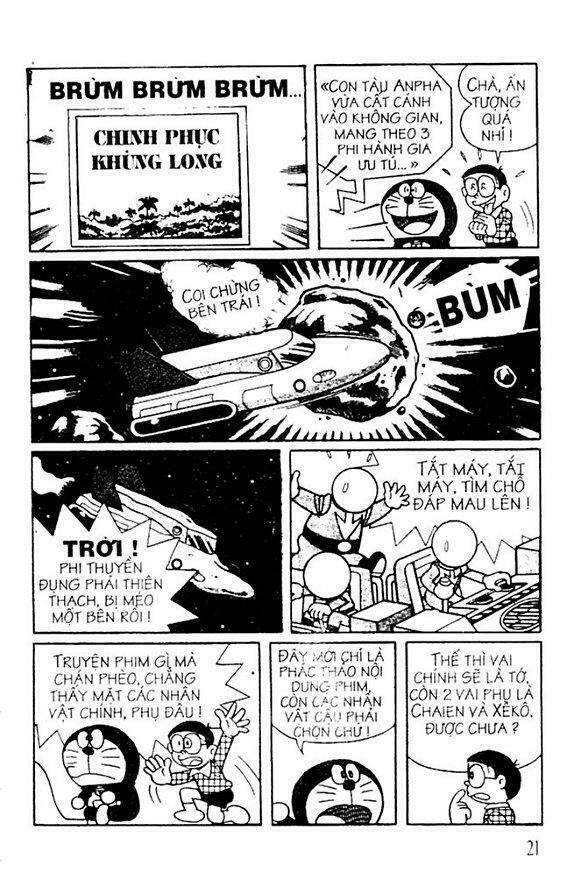 BRỪM BRỪM BRỪM...
CHINH PHỤC
KHỦNG LONG
«CON TÀU ANPHA
VỪA CẤT CÁNH
VÀO KHÔNG GIAN,
MANG THEO 3
PHI HÀNH GIA
ƯU TÚ...»
CHÀ, ẤN
TƯỢNG
QUÁ
NHỈ !
COI CHỪNG
BÊN TRÁI !
BÙM
TRỜI !
PHI THUYỀN
ĐỤNG PHẢI THIÊN
THẠCH, BỊ MÉO
MỘT BÊN RỒI !
TẮT MÁY, TẮT
MÁY, TÌM CHỖ
ĐÁP MAU LÊN !
TRUYỆN PHIM GÌ MÀ
CHÁN PHÈO, CHẲNG
THẤY MẶT CÁC NHÂN
VẬT CHÍNH, PHỤ ĐÂU !
ĐÂY MỚI CHỈ LÀ
PHÁC THẢO NỘI
DUNG PHIM,
CÒN CÁC NHÂN
VẬT CẬU PHẢI
CHỌN CHỨ !
THẾ THÌ VAI
CHÍNH SẼ LÀ TỚ,
CÒN 2 VAI PHỤ LÀ
CHAIEN VÀ XÊKÔ,
ĐƯỢC CHƯA ?
21